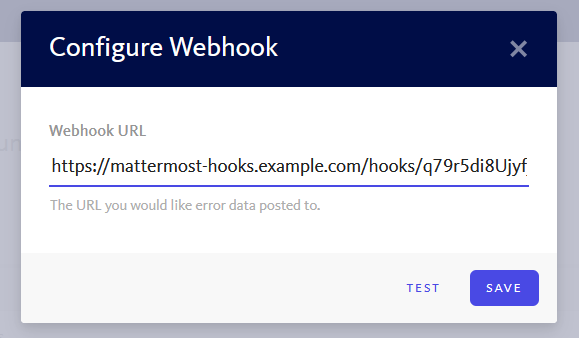 Configure Webhook
Webhook URL
https://mattermost-hooks.example.com/hooks/q79r5di8Ujyf
The URL you would like error data posted to.
TEST
SAVE